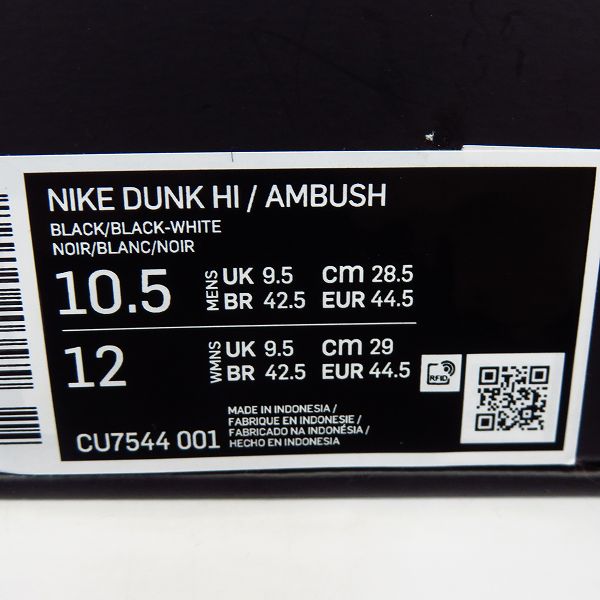 NIKE DUNK HI / AMBUSH
BLACK/BLACK-WHITE
NOIR/BLANC/NOIR
10.5 MENS UK 9.5 cm 28.5
BR 42.5 EUR 44.5
12 WMNS UK 9.5 cm 29
BR 42.5 EUR 44.5
RFID
CU7544 001
MADE IN INDONESIA /
FABRIQUE EN INDONESIE /
FABRICADO NA INDONÉSIA /
HECHO EN INDONESIA